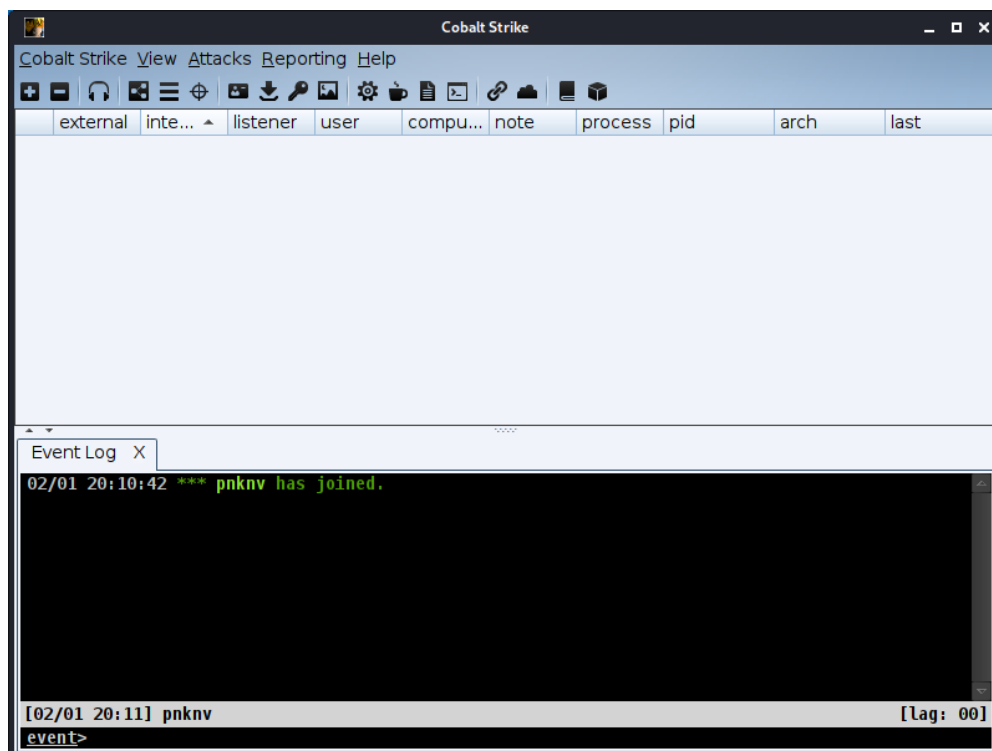 Cobalt Strike
Cobalt Strike View Attacks Reporting Help
external inte... listener user compu... note process pid arch last
Event Log X
02/01 20:10:42 *** pnknv has joined.
[02/01 20:11] pnknv [lag: 00]
event>